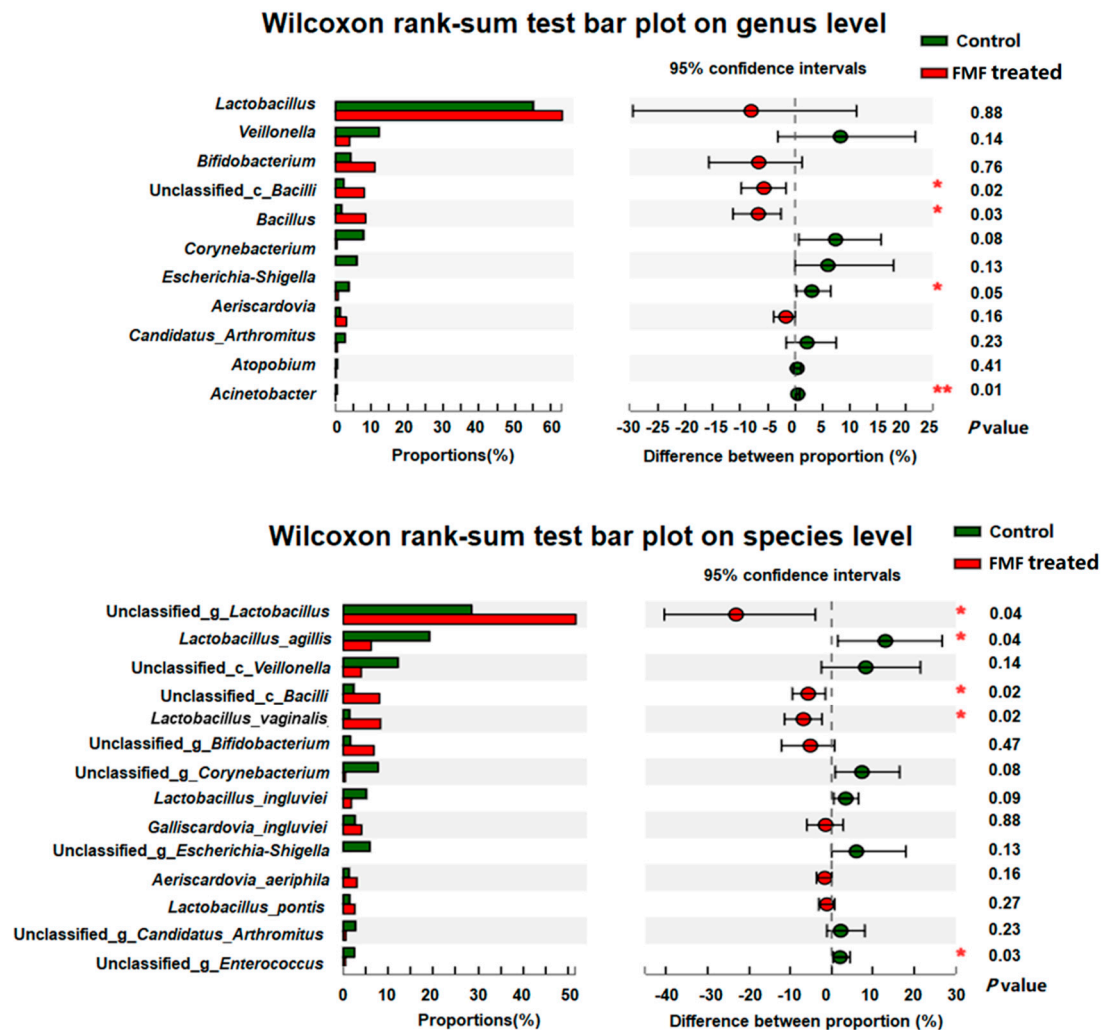 Wilcoxon rank-sum test bar plot on genus level
Control
FMF treated
95% confidence intervals
Lactobacillus 0.88
Veillonella 0.14
Bifidobacterium 0.76
Unclassified_c_Bacilli * 0.02
Bacillus * 0.03
Corynebacterium 0.08
Escherichia-Shigella 0.13
Aeriscardovia * 0.05
Candidatus_Arthromitus 0.16
0.23
Atopobium 0.41
Acinetobacter ** 0.01
0 10 20 30 40 50 60 -30 -25 -20 -15 -10 -5 0 5 10 15 20 25 P value
Proportions(%) Difference between proportion (%)
Wilcoxon rank-sum test bar plot on species level
Control
FMF treated
95% confidence intervals
Unclassified_g_Lactobacillus * 0.04
Lactobacillus_agillis * 0.04
Unclassified_c_Veillonella 0.14
Unclassified_c_Bacilli * 0.02
Lactobacillus_vaginalis_ * 0.02
Unclassified_g_Bifidobacterium 0.47
Unclassified_g_Corynebacterium 0.08
Lactobacillus_ingluviei 0.09
Galliscardovia_ingluviei 0.88
Unclassified_g_Escherichia-Shigella 0.13
Aeriscardovia_aeriphila 0.16
Lactobacillus_pontis 0.27
Unclassified_g_Candidatus_Arthromitus 0.23
Unclassified_g_Enterococcus * 0.03
0 10 20 30 40 50 -40 -30 -20 -10 0 10 20 30 P value
Proportions(%) Difference between proportion (%)